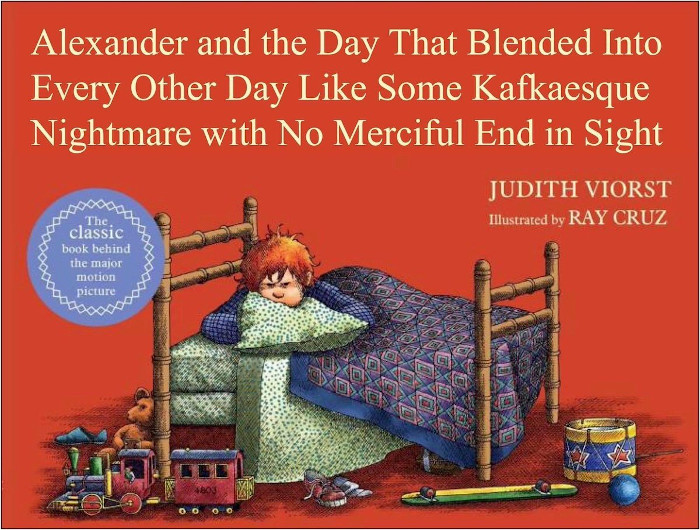 Alexander and the Day That Blended Into
Every Other Day Like Some Kafkaesque
Nightmare with No Merciful End in Sight
JUDITH VIORST
Illustrated by RAY CRUZ
The
classic
book behind
the major
motion
picture
4603